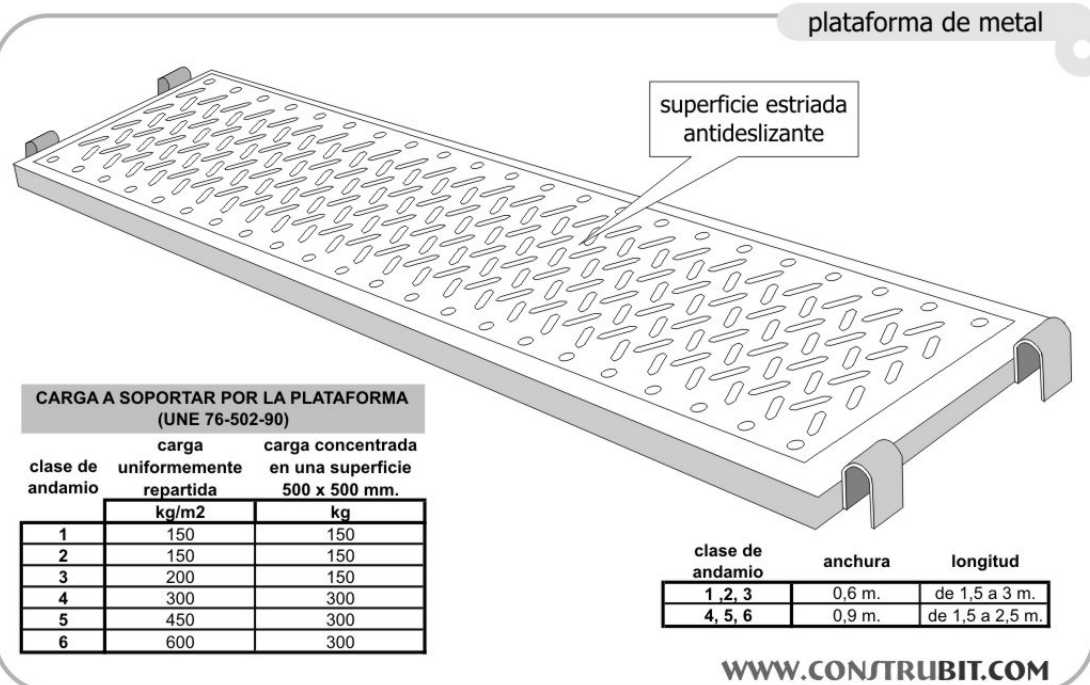 plataforma de metal
superficie estriada
antideslizante
CARGA A SOPORTAR POR LA PLATAFORMA
(UNE 76-502-90)
clase de andamio carga uniformemente repartida carga concentrada en una superficie 500 x 500 mm.
kg/m2 kg
1 150 150
2 150 150
3 200 150
4 300 300
5 450 300
6 600 300
clase de andamio anchura longitud
1 ,2, 3 0,6 m. de 1,5 a 3 m.
4, 5, 6 0,9 m. de 1,5 a 2,5 m.
WWW.CONSTRUBIT.COM